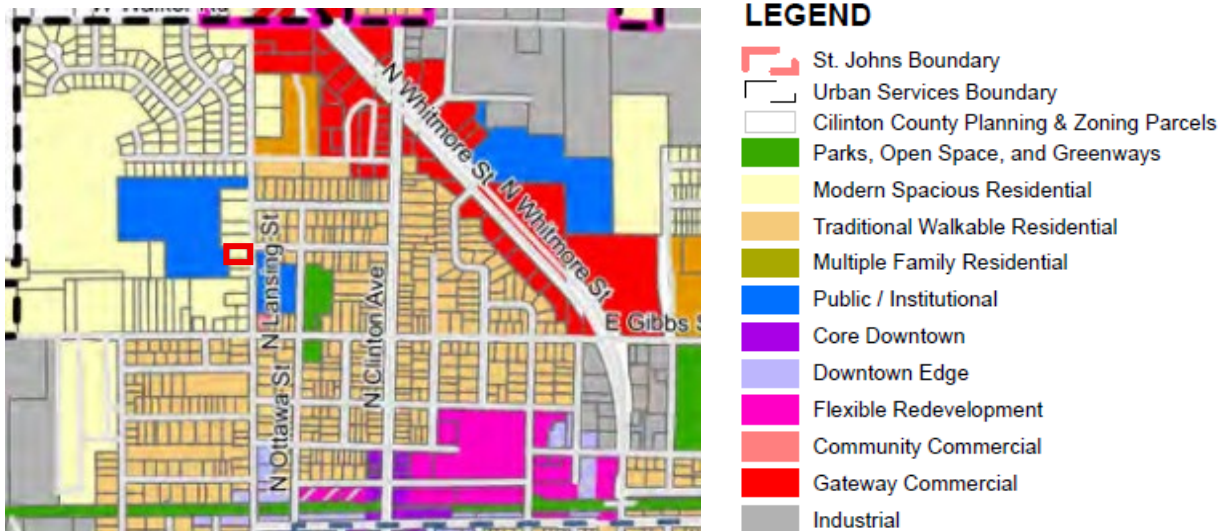 W Walker Rd
N Whitmore St
N Whitmore St
N Lansing St
N Clinton Ave
E Gibbs S
N Ottawa St
LEGEND
St. Johns Boundary
Urban Services Boundary
Cilinton County Planning & Zoning Parcels
Parks, Open Space, and Greenways
Modern Spacious Residential
Traditional Walkable Residential
Multiple Family Residential
Public / Institutional
Core Downtown
Downtown Edge
Flexible Redevelopment
Community Commercial
Gateway Commercial
Industrial